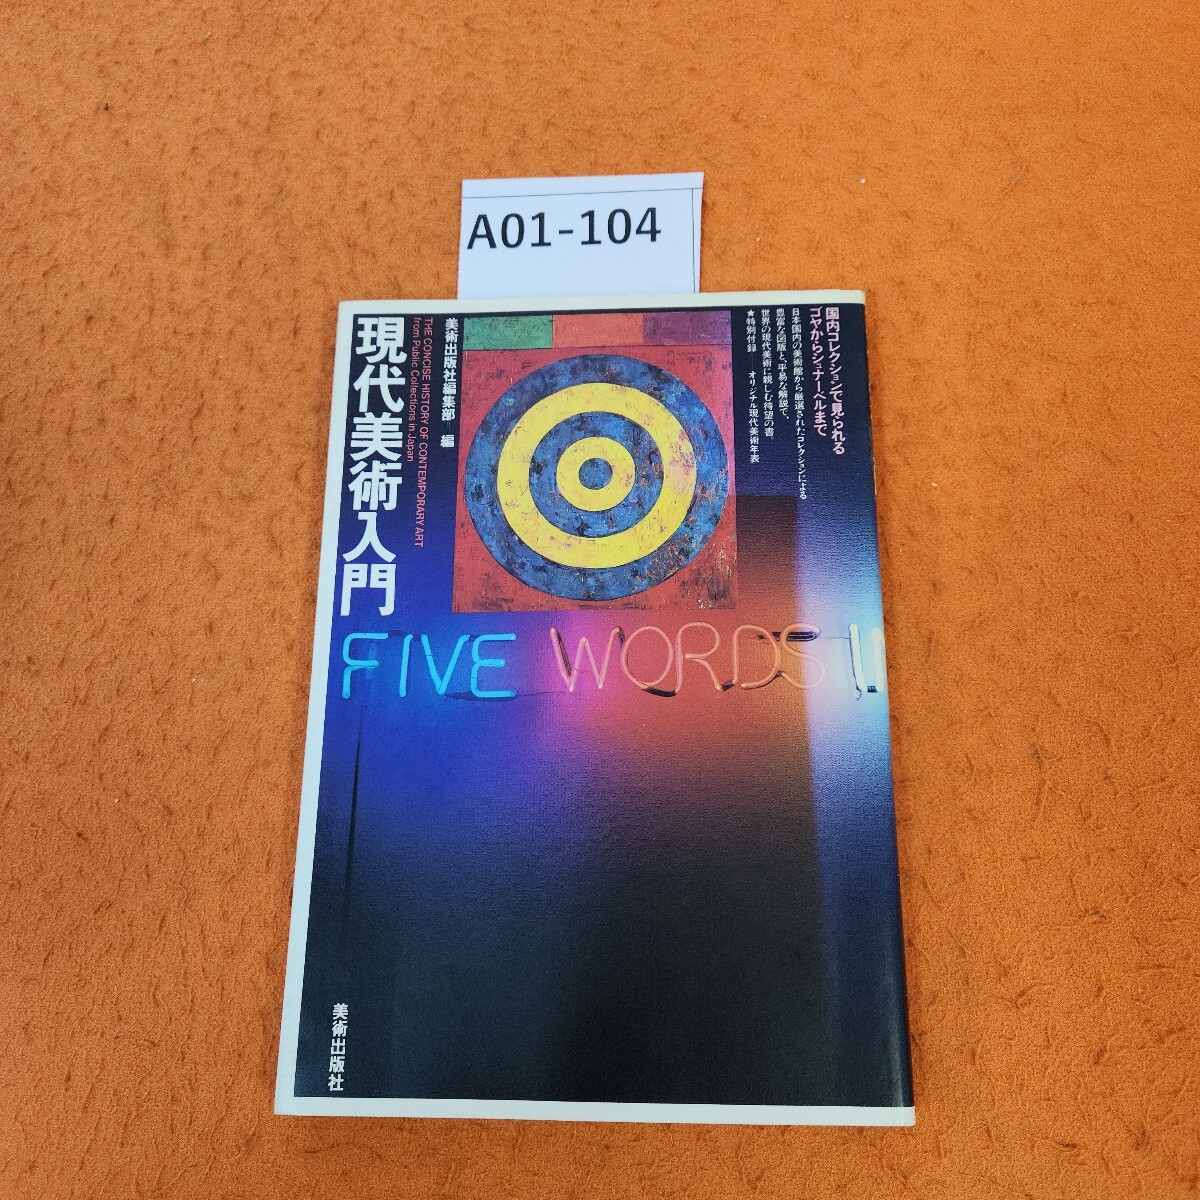 A01-104
国内コレクションで見られる
ゴヤからシュナーベルまで
日本国内の美術館から厳選されたコレクションによる
豊富な図版と、平易な解説で、
世界の現代美術に親しむ待望の書。
★特別付録——オリジナル現代美術年表
美術出版社編集部—編
THE CONCISE HISTORY OF CONTEMPORARY ART
from Public Collections in Japan
現代美術入門
FIVE WORDS I
美術出版社